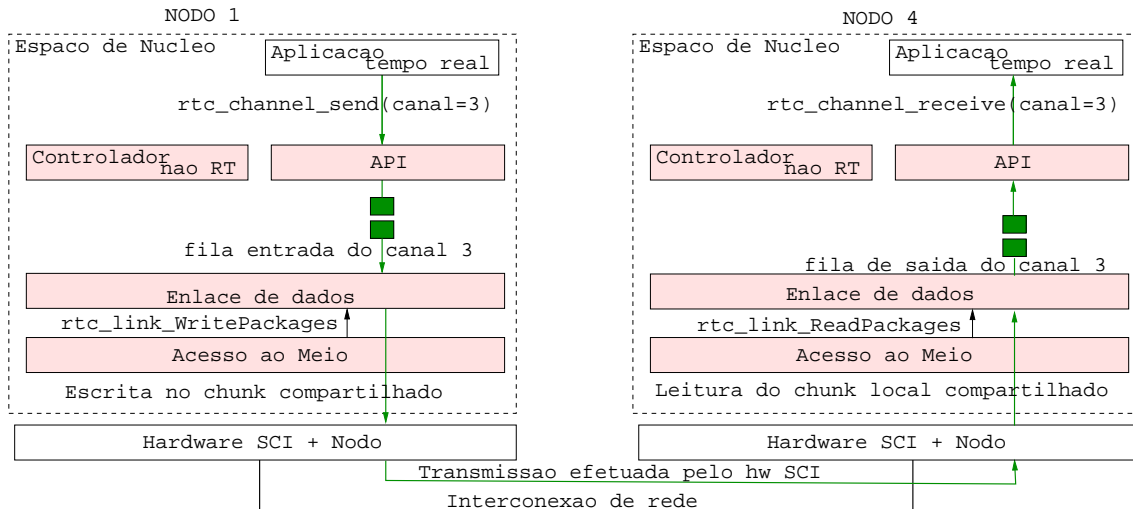 NODO 1
Espaco de Nucleo
Aplicacao
tempo real
rtc_channel_send(canal=3)
Controlador
nao RT
API
fila entrada do canal 3
Enlace de dados
rtc_link_WritePackages
Acesso ao Meio
Escrita no chunk compartilhado
Hardware SCI + Nodo
NODO 4
Espaco de Nucleo
Aplicacao
tempo real
rtc_channel_receive(canal=3)
Controlador
nao RT
API
fila de saida do canal 3
Enlace de dados
rtc_link_ReadPackages
Acesso ao Meio
Leitura do chunk local compartilhado
Hardware SCI + Nodo
Transmissao efetuada pelo hw SCI
Interconexao de rede